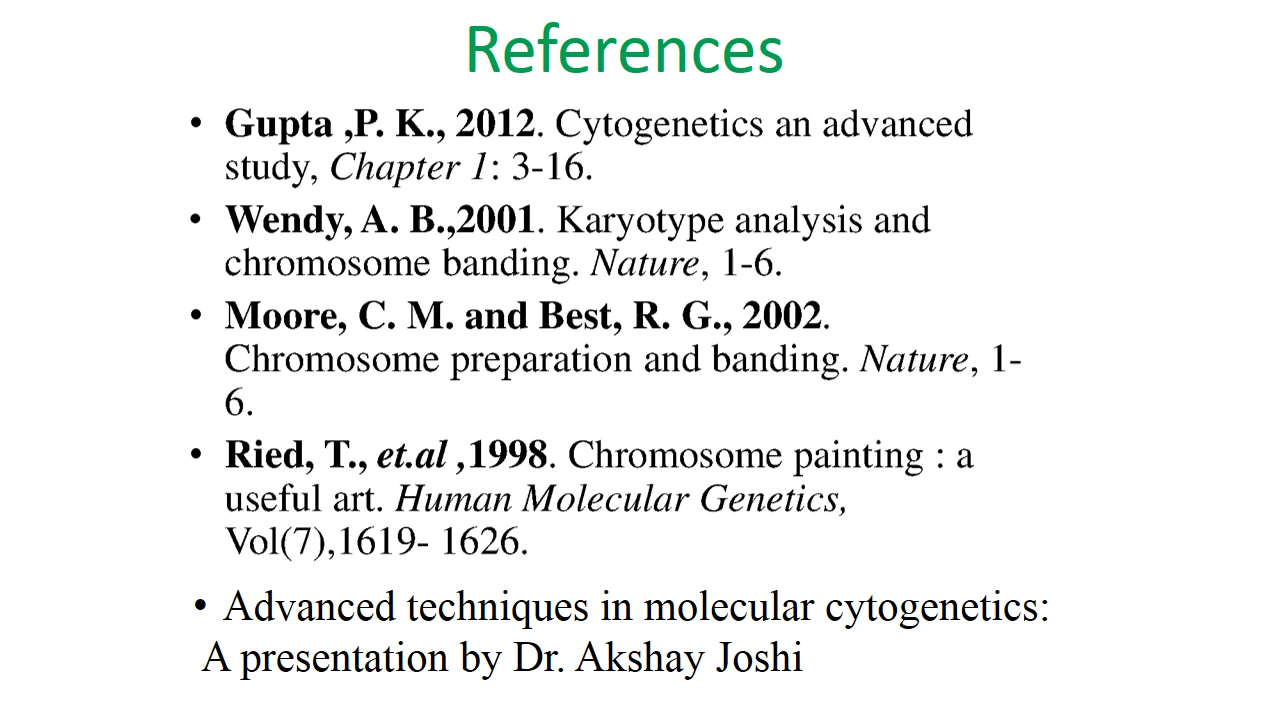 References
• Gupta ,P. K., 2012. Cytogenetics an advanced
study, Chapter 1: 3-16.
• Wendy, A. B.,2001. Karyotype analysis and
chromosome banding. Nature, 1-6.
• Moore, C. M. and Best, R. G., 2002.
Chromosome preparation and banding. Nature, 1-
6.
• Ried, T., et.al ,1998. Chromosome painting : a
useful art. Human Molecular Genetics,
Vol(7),1619- 1626.
• Advanced techniques in molecular cytogenetics:
A presentation by Dr. Akshay Joshi